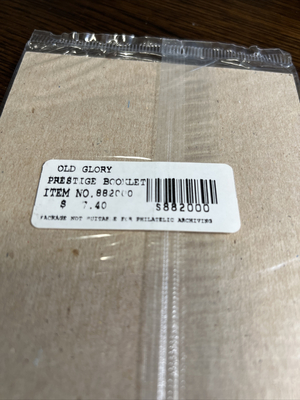 OLD GLORY
PRESTIGE BOOKLET
ITEM NO. 882000
$ 7.40
S882000
PACKAGE NOT SUITABLE FOR PHILATELIC ARCHIVING